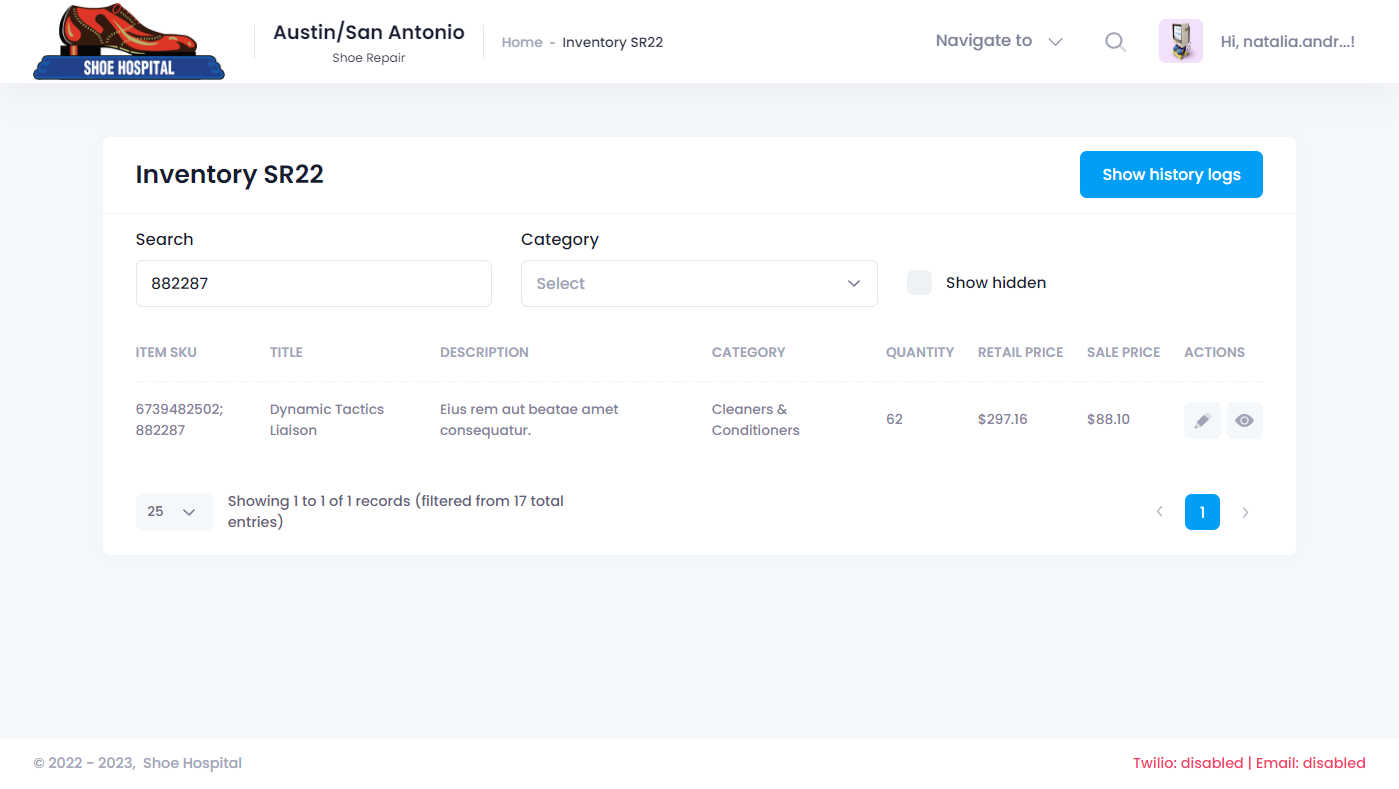 SHOE HOSPITAL
Austin/San Antonio
Shoe Repair
Home - Inventory SR22
Navigate to
Hi, natalia.andr...!
Inventory SR22
Show history logs
Search
Category
882287
Select
Show hidden
ITEM SKU TITLE DESCRIPTION CATEGORY QUANTITY RETAIL PRICE SALE PRICE ACTIONS
6739482502; Dynamic Tactics Eius rem aut beatae amet Cleaners & 62 $297.16 $88.10
882287 Liaison consequatur. Conditioners
25
Showing 1 to 1 of 1 records (filtered from 17 total
entries)
1
© 2022 - 2023, Shoe Hospital
Twilio: disabled | Email: disabled